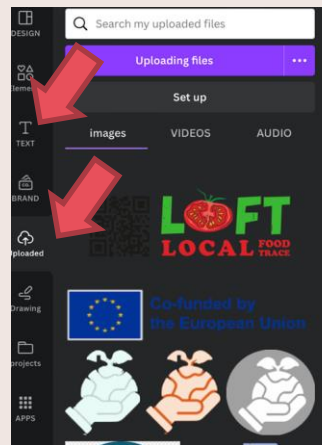 DESIGN
Search my uploaded files
Uploading files
...
Elemen
Set up
TEXT
images
VIDEOS
AUDIO
BRAND
LOFT
LOCAL FOOD TRACE
Uploaded
Co-funded by
the European Union
Drawing
projects
APPS